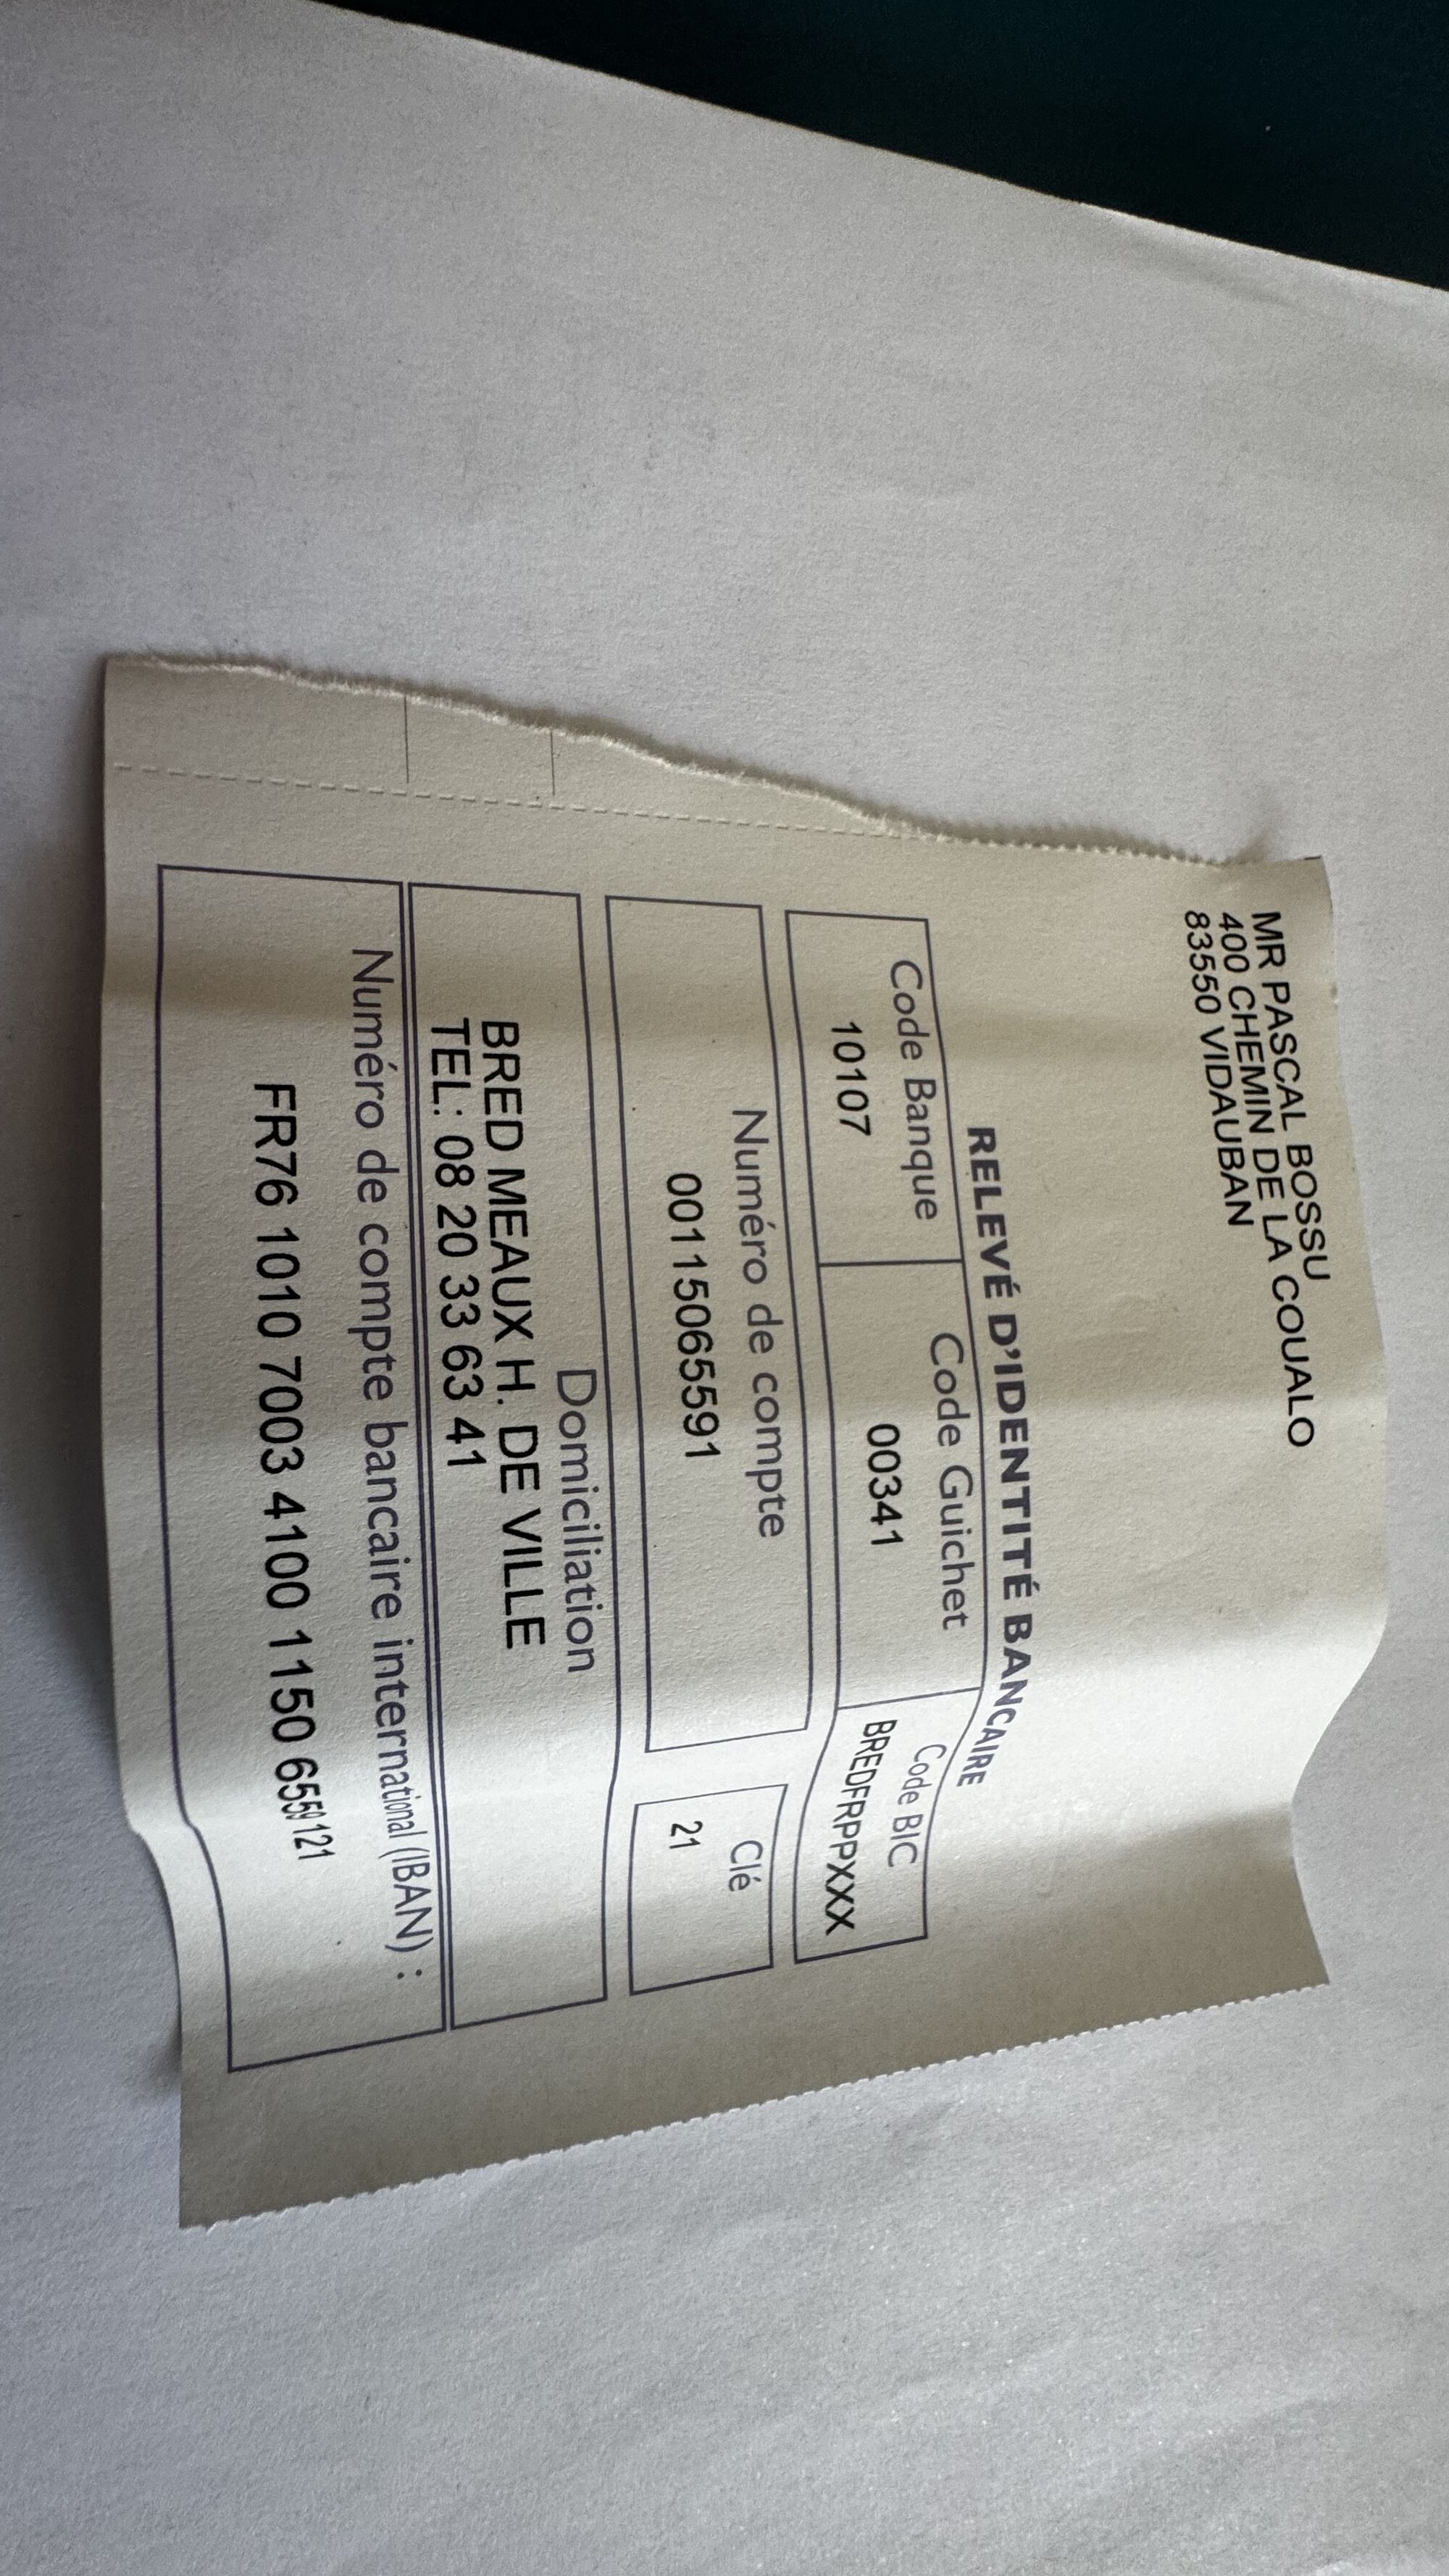 MR PASCAL BOSSU
400 CHEMIN DE LA COUALO
83550 VIDAUBAN
RELEVÉ D'IDENTITÉ BANCAIRE
Code Banque Code Guichet Code BIC
10107 00341 BREDFRPPXXX
Numéro de compte Clé
00115065591 21
Domiciliation
BRED MEAUX H. DE VILLE
TEL: 08 20 33 63 41
Numéro de compte bancaire international (IBAN) :
FR76 1010 7003 4100 1150 6559 121